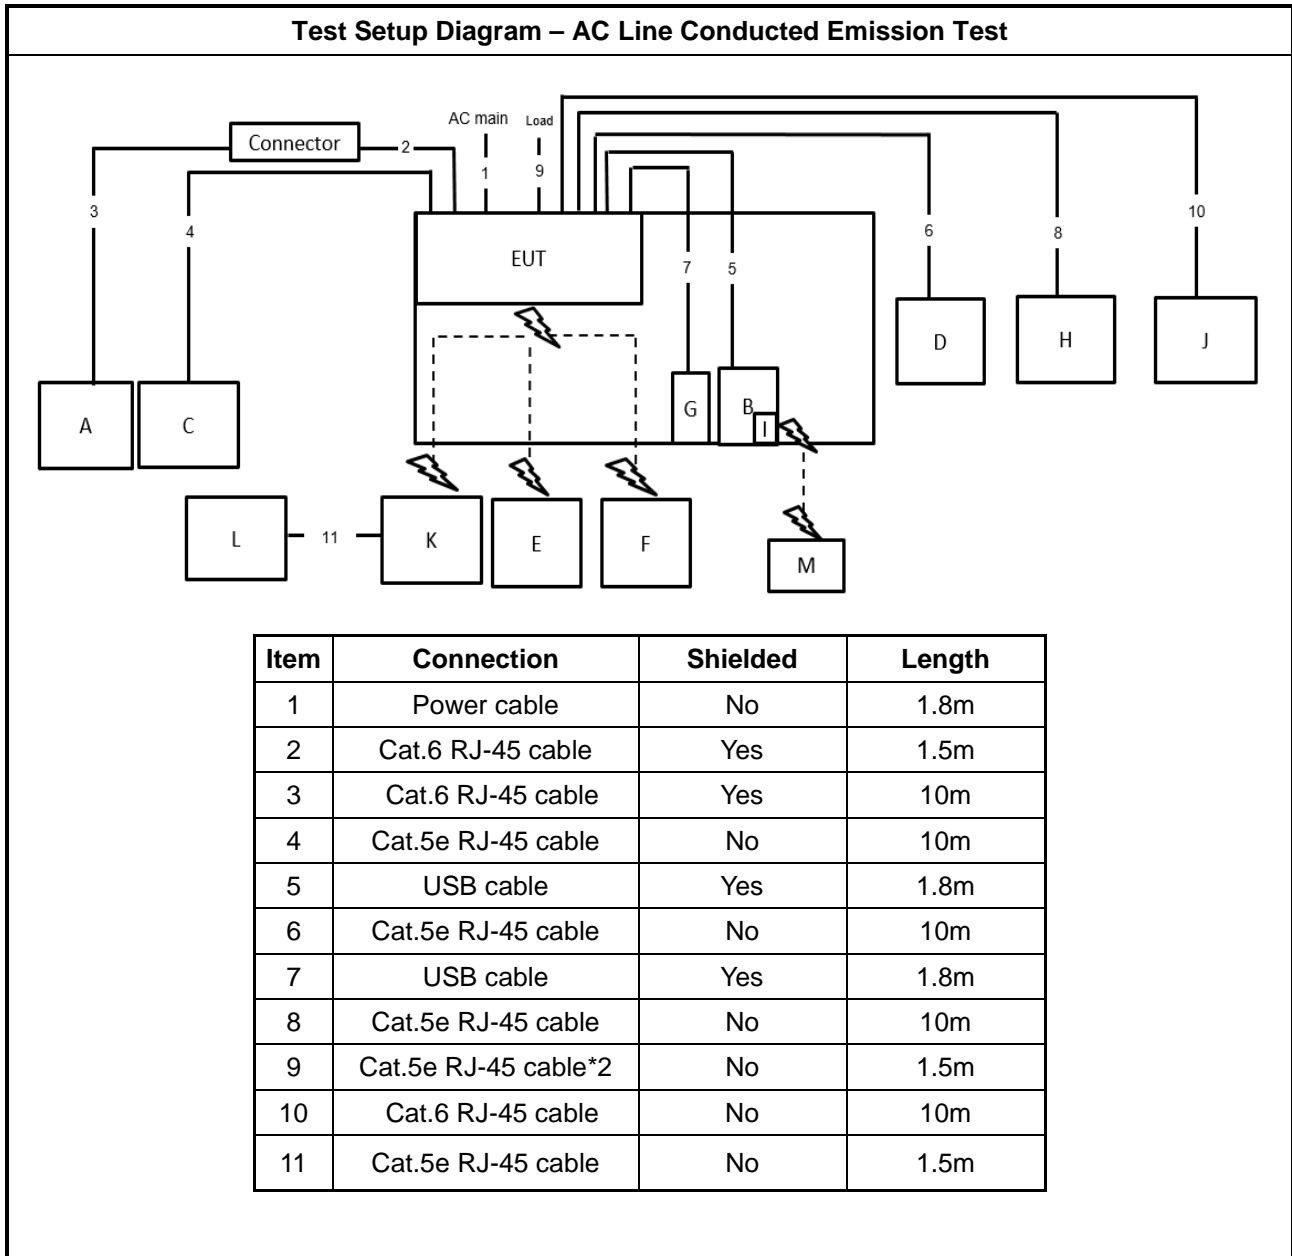 Test Setup Diagram – AC Line Conducted Emission Test
AC main
Load
Connector
2
1
9
3
4
10
6
8
EUT
7
5
D
H
J
A
C
G
B
I
L
11
K
E
F
M
Item Connection Shielded Length
1 Power cable No 1.8m
2 Cat.6 RJ-45 cable Yes 1.5m
3 Cat.6 RJ-45 cable Yes 10m
4 Cat.5e RJ-45 cable No 10m
5 USB cable Yes 1.8m
6 Cat.5e RJ-45 cable No 10m
7 USB cable Yes 1.8m
8 Cat.5e RJ-45 cable No 10m
9 Cat.5e RJ-45 cable*2 No 1.5m
10 Cat.6 RJ-45 cable No 10m
11 Cat.5e RJ-45 cable No 1.5m